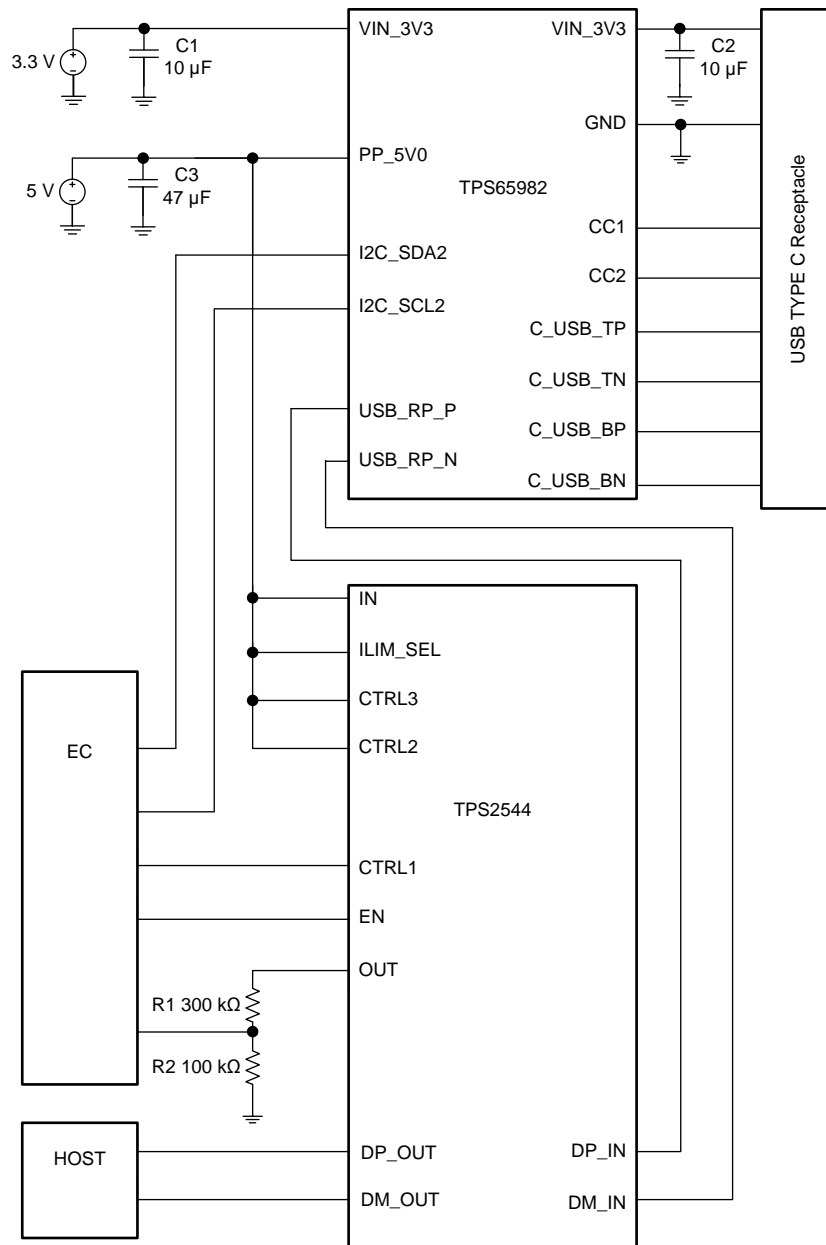 VIN_3V3
VIN_3V3
3.3 V
C1
10 µF
C2
10 µF
GND
PP_5V0
5 V
C3
47 µF
TPS65982
CC1
I2C_SDA2
CC2
I2C_SCL2
C_USB_TP
C_USB_TN
USB_RP_P
C_USB_BP
USB_RP_N
C_USB_BN
USB TYPE C Receptacle
IN
ILIM_SEL
CTRL3
EC
CTRL2
TPS2544
CTRL1
EN
OUT
R1 300 kΩ
R2 100 kΩ
HOST
DP_OUT
DP_IN
DM_OUT
DM_IN